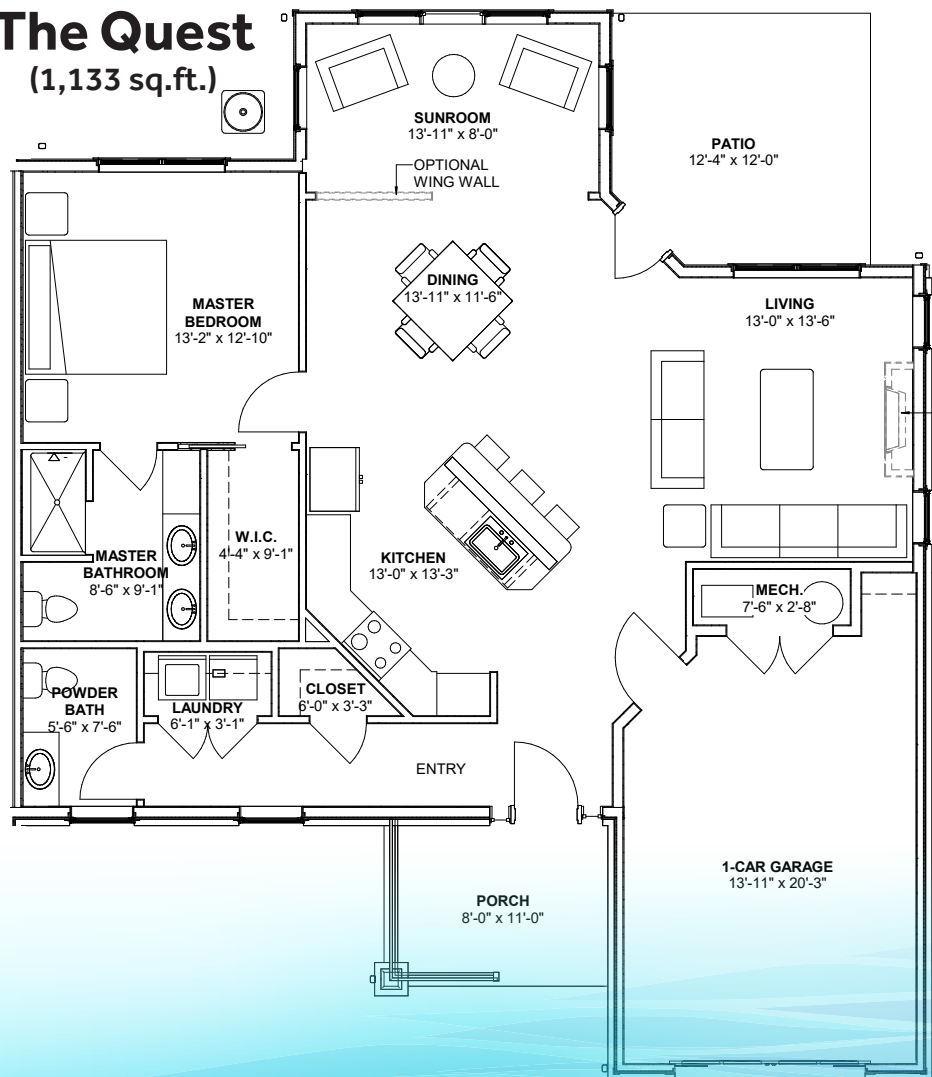 The Quest
(1,133 sq.ft.)
SUNROOM
13'-11" x 8'-0"
OPTIONAL
WING WALL
PATIO
12'-4" x 12'-0"
DINING
13'-11" x 11'-6"
MASTER
BEDROOM
13'-2" x 12'-10"
LIVING
13'-0" x 13'-6"
W.I.C.
4'-4" x 9'-1"
MASTER
BATHROOM
8'-6" x 9'-1"
KITCHEN
13'-0" x 13'-3"
MECH.
7'-6" x 2'-8"
POWDER
BATH
5'-6" x 7'-6"
LAUNDRY
6'-1" x 3'-1"
CLOSET
6'-0" x 3'-3"
ENTRY
1-CAR GARAGE
13'-11" x 20'-3"
PORCH
8'-0" x 11'-0"